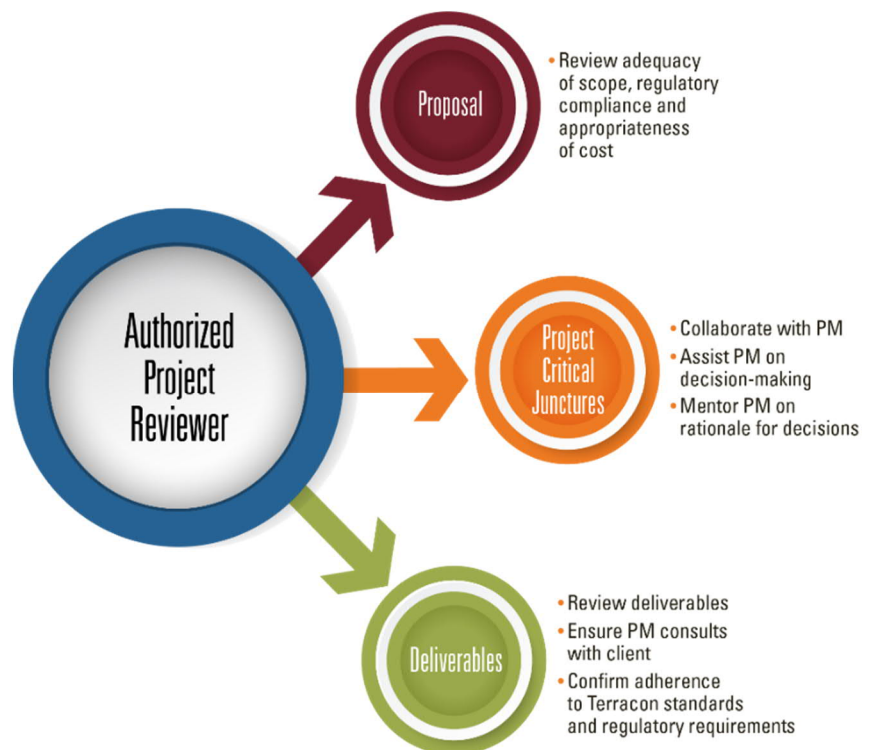 Proposal
• Review adequacy
of scope, regulatory
compliance and
appropriateness
of cost
Authorized
Project
Reviewer
Project
Critical
Junctures
• Collaborate with PM
• Assist PM on
decision-making
• Mentor PM on
rationale for decisions
Deliverables
• Review deliverables
• Ensure PM consults
with client
• Confirm adherence
to Terracon standards
and regulatory requirements